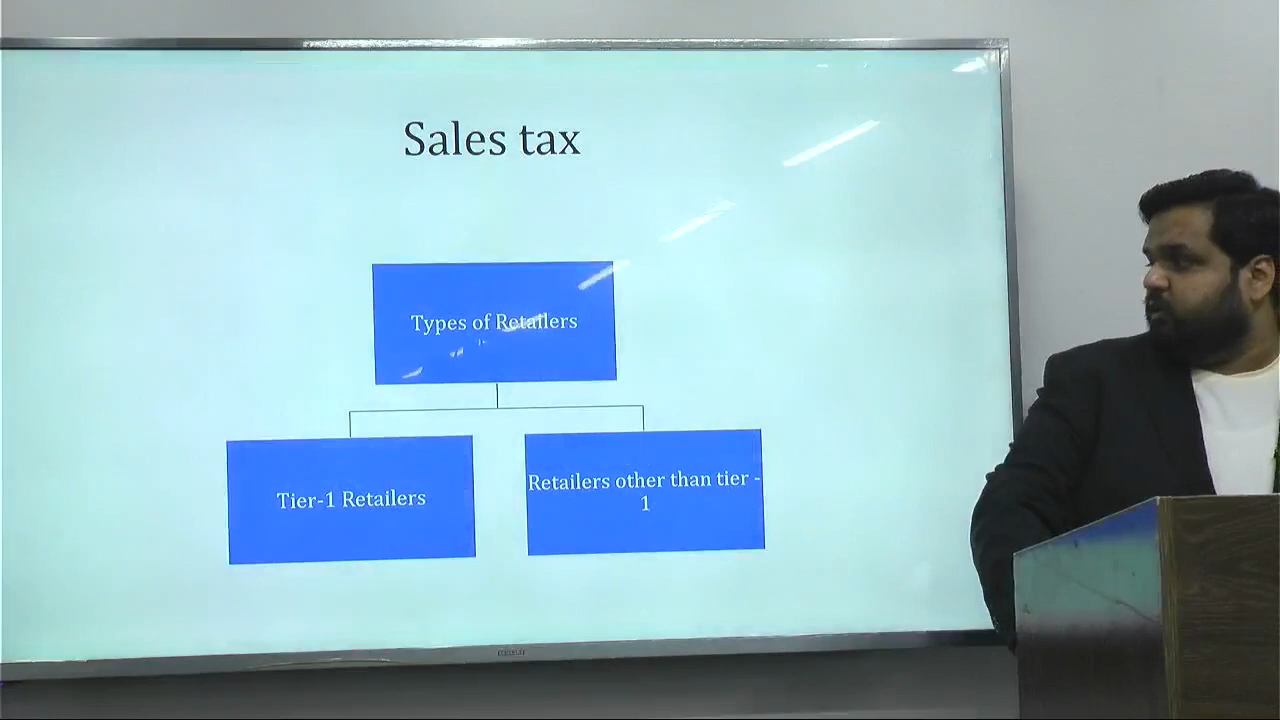 Sales tax
Types of Retailers
Tier-1 Retailers
Retailers other than tier -
1